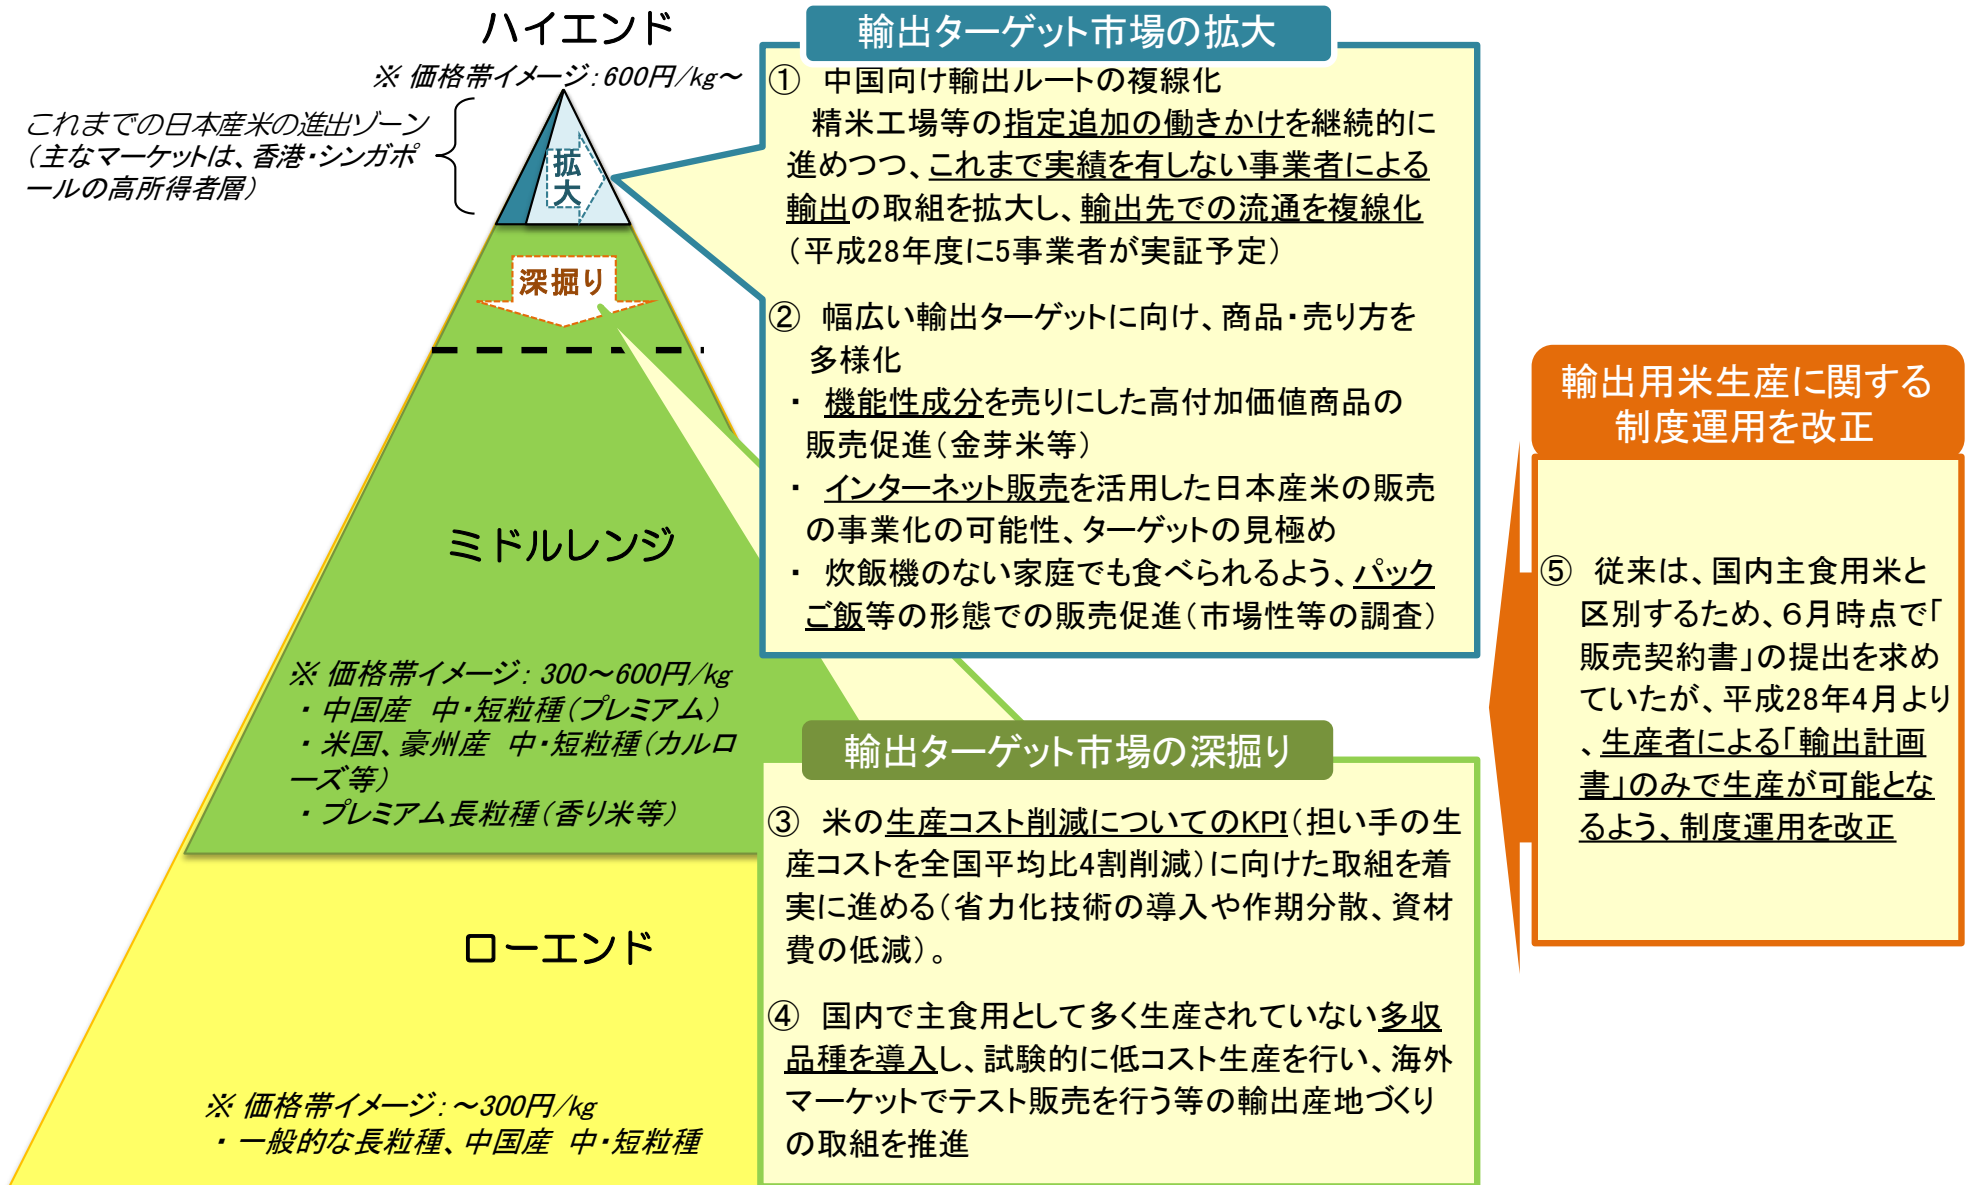 ハイエンド
※ 価格帯イメージ：600円/kg～
これまでの日本産米の進出ゾーン
（主なマーケットは、香港・シンガポ
ールの高所得者層）
拡
大
深掘り
ミドルレンジ
※ 価格帯イメージ：300～600円/kg
・中国産　中・短粒種（プレミアム）
・米国、豪州産　中・短粒種（カルロ
ーズ等）
・プレミアム長粒種（香り米等）
ローエンド
※ 価格帯イメージ：～300円/kg
・一般的な長粒種、中国産　中・短粒種
輸出ターゲット市場の拡大
①　中国向け輸出ルートの複線化
精米工場等の指定追加の働きかけを継続的に
進めつつ、これまで実績を有しない事業者による
輸出の取組を拡大し、輸出先での流通を複線化
（平成28年度に5事業者が実証予定）
②　幅広い輸出ターゲットに向け、商品・売り方を
多様化
・　機能性成分を売りにした高付加価値商品の
販売促進（金芽米等）
・　インターネット販売を活用した日本産米の販売
の事業化の可能性、ターゲットの見極め
・　炊飯機のない家庭でも食べられるよう、パック
ご飯等の形態での販売促進（市場性等の調査）
輸出ターゲット市場の深掘り
③　米の生産コスト削減についてのKPI（担い手の生
産コストを全国平均比4割削減）に向けた取組を着
実に進める（省力化技術の導入や作期分散、資材
費の低減）。
④　国内で主食用として多く生産されていない多収
品種を導入し、試験的に低コスト生産を行い、海外
マーケットでテスト販売を行う等の輸出産地づくり
の取組を推進
輸出用米生産に関する
制度運用を改正
⑤　従来は、国内主食用米と
区別するため、６月時点で「
販売契約書」の提出を求め
ていたが、平成28年4月より
、生産者による「輸出計画
書」のみで生産が可能とな
るよう、制度運用を改正